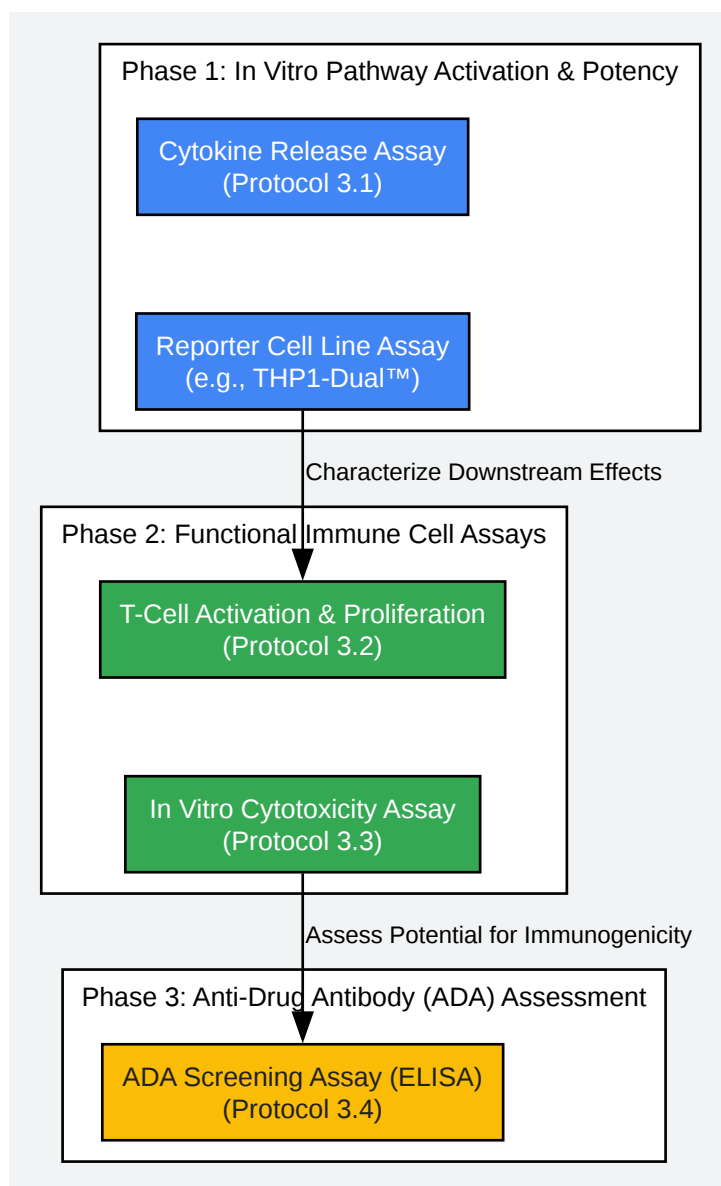 Phase 1: In Vitro Pathway Activation & Potency
Cytokine Release Assay
(Protocol 3.1)
Reporter Cell Line Assay
(e.g., THP1-Dual™)
Characterize Downstream Effects
Phase 2: Functional Immune Cell Assays
T-Cell Activation & Proliferation
(Protocol 3.2)
In Vitro Cytotoxicity Assay
(Protocol 3.3)
Assess Potential for Immunogenicity
Phase 3: Anti-Drug Antibody (ADA) Assessment
ADA Screening Assay (ELISA)
(Protocol 3.4)